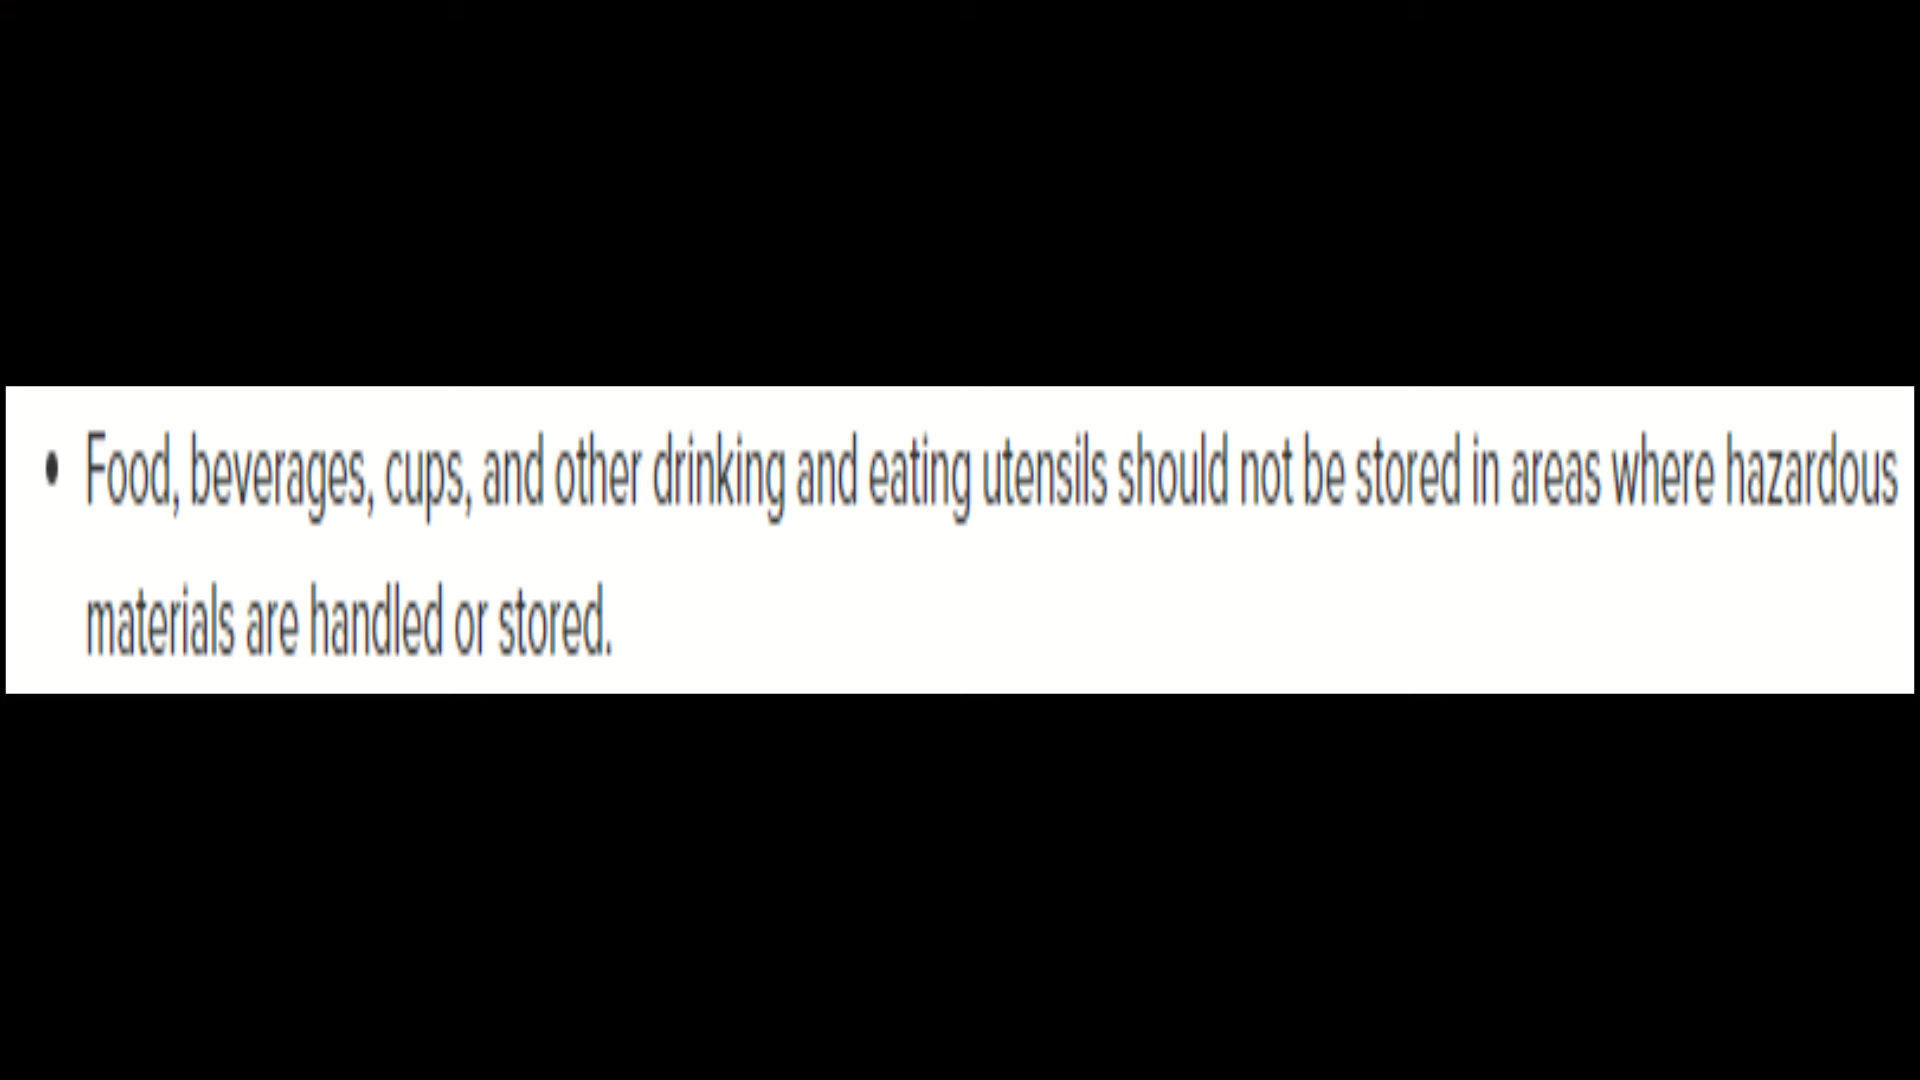 • Food, beverages, cups, and other drinking and eating utensils should not be stored in areas where hazardous
materials are handled or stored.